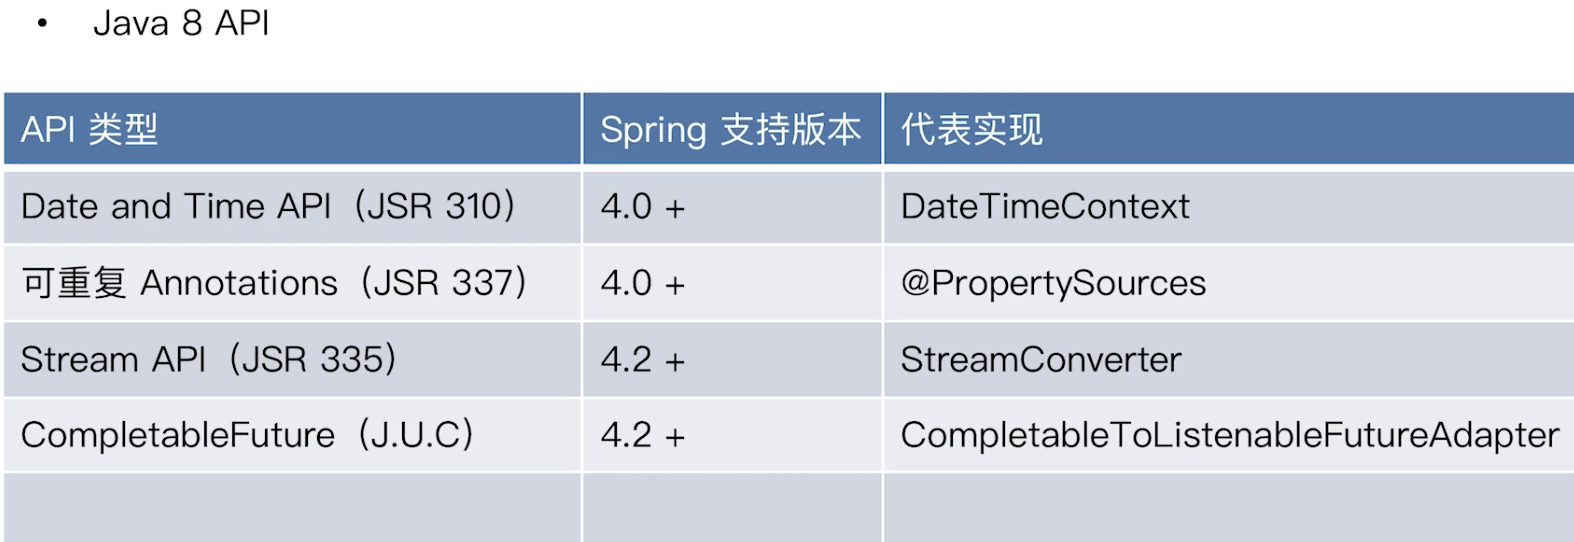 • Java 8 API
API 类型 Spring 支持版本 代表实现
Date and Time API（JSR 310） 4.0 + DateTimeContext
可重复 Annotations（JSR 337） 4.0 + @PropertySources
Stream API（JSR 335） 4.2 + StreamConverter
CompletableFuture（J.U.C） 4.2 + CompletableToListenableFutureAdapter